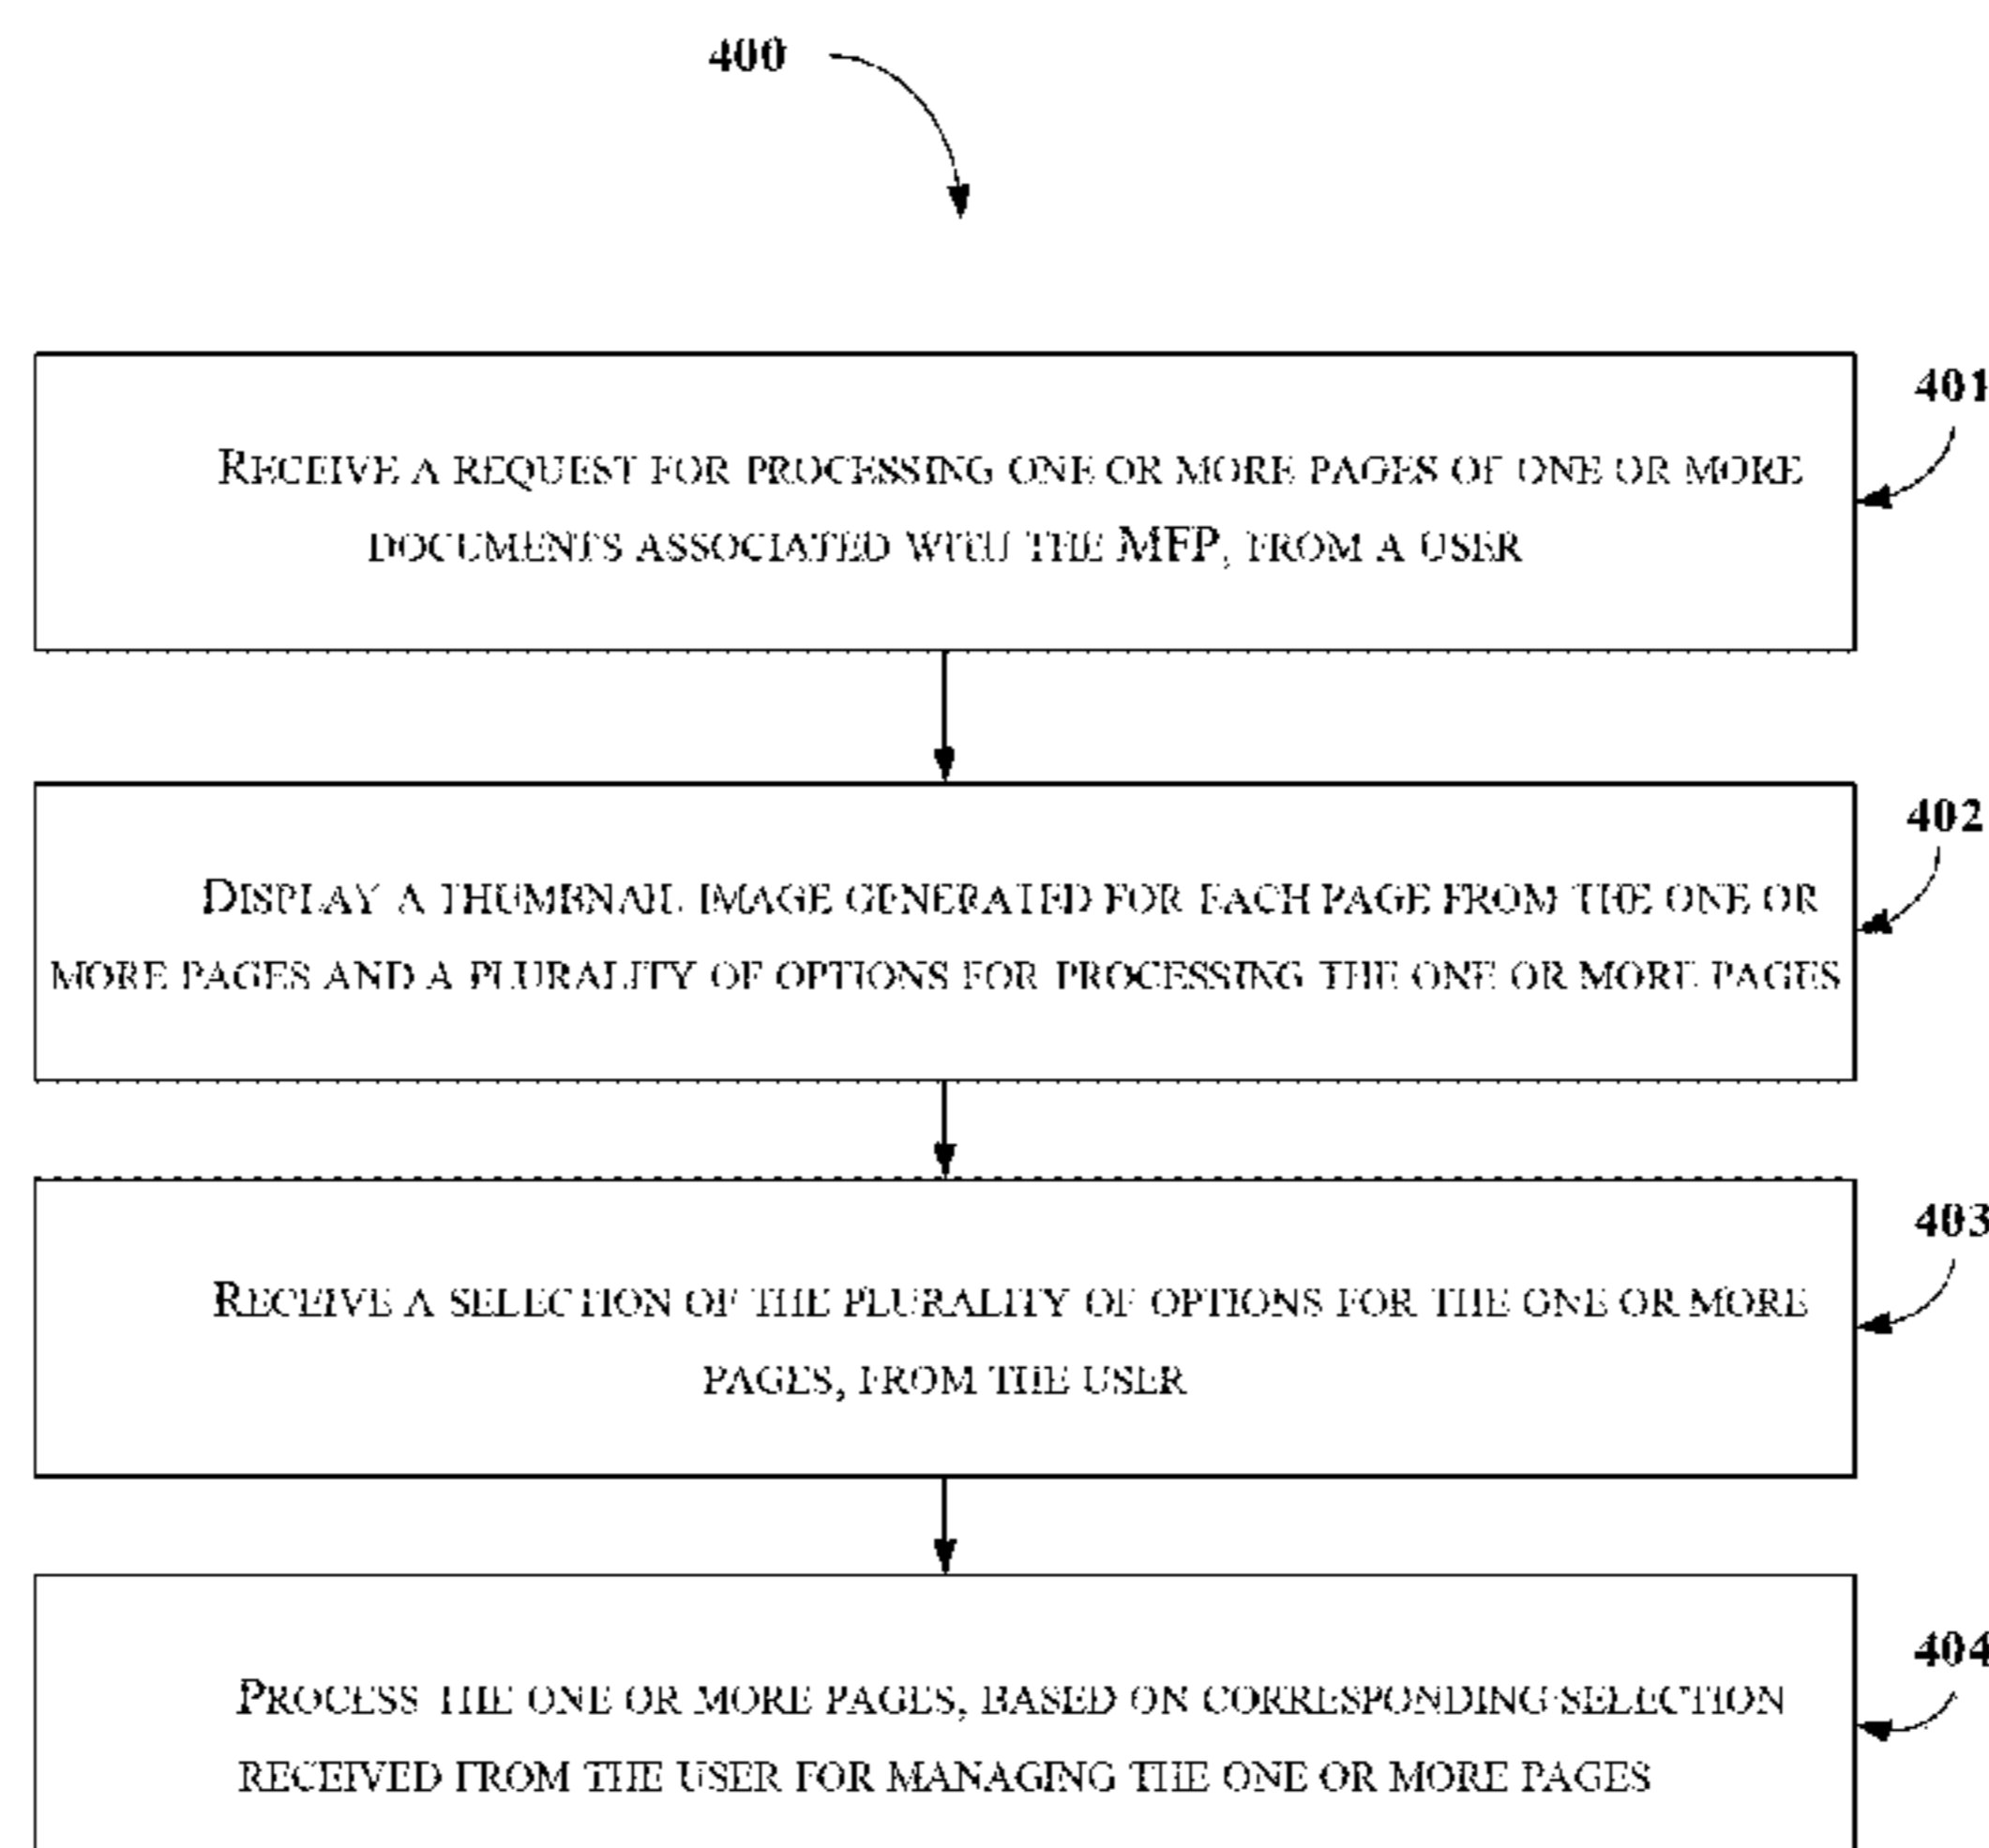 400
401
RECEIVE A REQUEST FOR PROCESSING ONE OR MORE PAGES OF ONE OR MORE
DOCUMENTS ASSOCIATED WITH THE MFP, FROM A USER
402
DISPLAY A THUMBNAIL IMAGE GENERATED FOR EACH PAGE FROM THE ONE OR
MORE PAGES AND A PLURALITY OF OPTIONS FOR PROCESSING THE ONE OR MORE PAGES
403
RECEIVE A SELECTION OF THE PLURALITY OF OPTIONS FOR THE ONE OR MORE
PAGES, FROM THE USER
404
PROCESS THE ONE OR MORE PAGES, BASED ON CORRESPONDING SELECTION
RECEIVED FROM THE USER FOR MANAGING THE ONE OR MORE PAGES